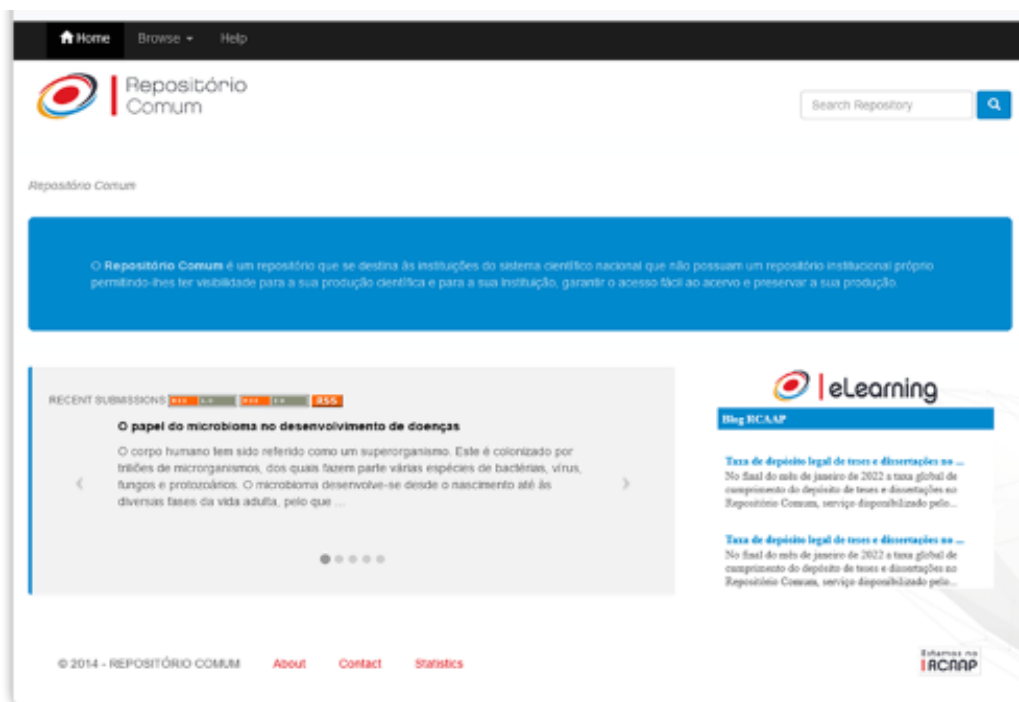 Home Browse Help
Repositório
Comum
Search Repository
Repositório Comum
O Repositório Comum é um repositório que se destina às instituições do sistema científico nacional que não possuam um repositório institucional próprio
permitindo-lhes ter visibilidade para a sua produção científica e para a sua Instituição, garantir o acesso fácil ao acervo e preservar a sua produção.
RECENT SUBMISSIONS RSS
O papel do microbioma no desenvolvimento de doenças
O corpo humano tem sido referido como um superorganismo. Este é colonizado por
triliões de microrganismos, dos quais fazem parte várias espécies de bactérias, vírus,
fungos e protozoários. O microbioma desenvolve-se desde o nascimento até às
diversas fases da vida adulta, pelo que ...
eLearning
Blog RCAAP
Taxa de depósito legal de teses e dissertações no ...
No final do mês de janeiro de 2022 a taxa global de
cumprimento do depósito de teses e dissertações no
Repositório Comum, serviço disponibilizado pelo...
Taxa de depósito legal de teses e dissertações no ...
No final do mês de janeiro de 2022 a taxa global de
cumprimento do depósito de teses e dissertações no
Repositório Comum, serviço disponibilizado pelo...
© 2014 - REPOSITÓRIO COMUM About Contact Statistics
Estamos no
RCAAP